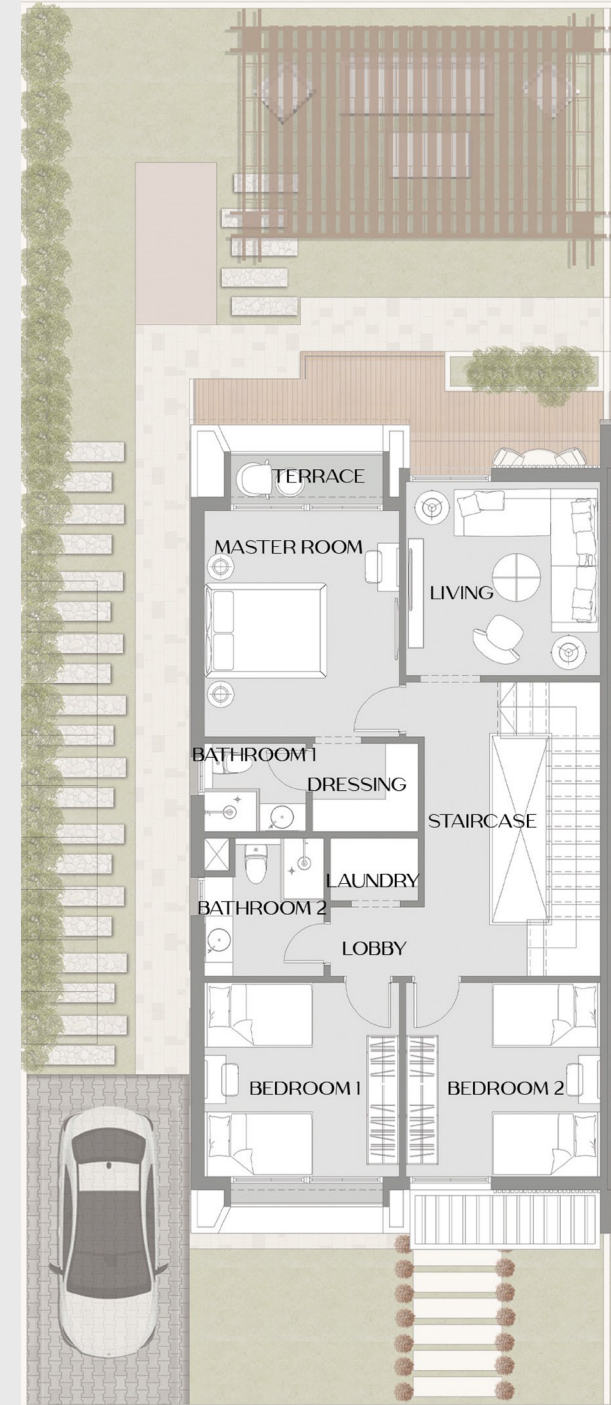 TERRACE
MASTER ROOM
LIVING
BATHROOM 1
DRESSING
STAIRCASE
LAUNDRY
BATHROOM 2
LOBBY
BEDROOM 1
BEDROOM 2